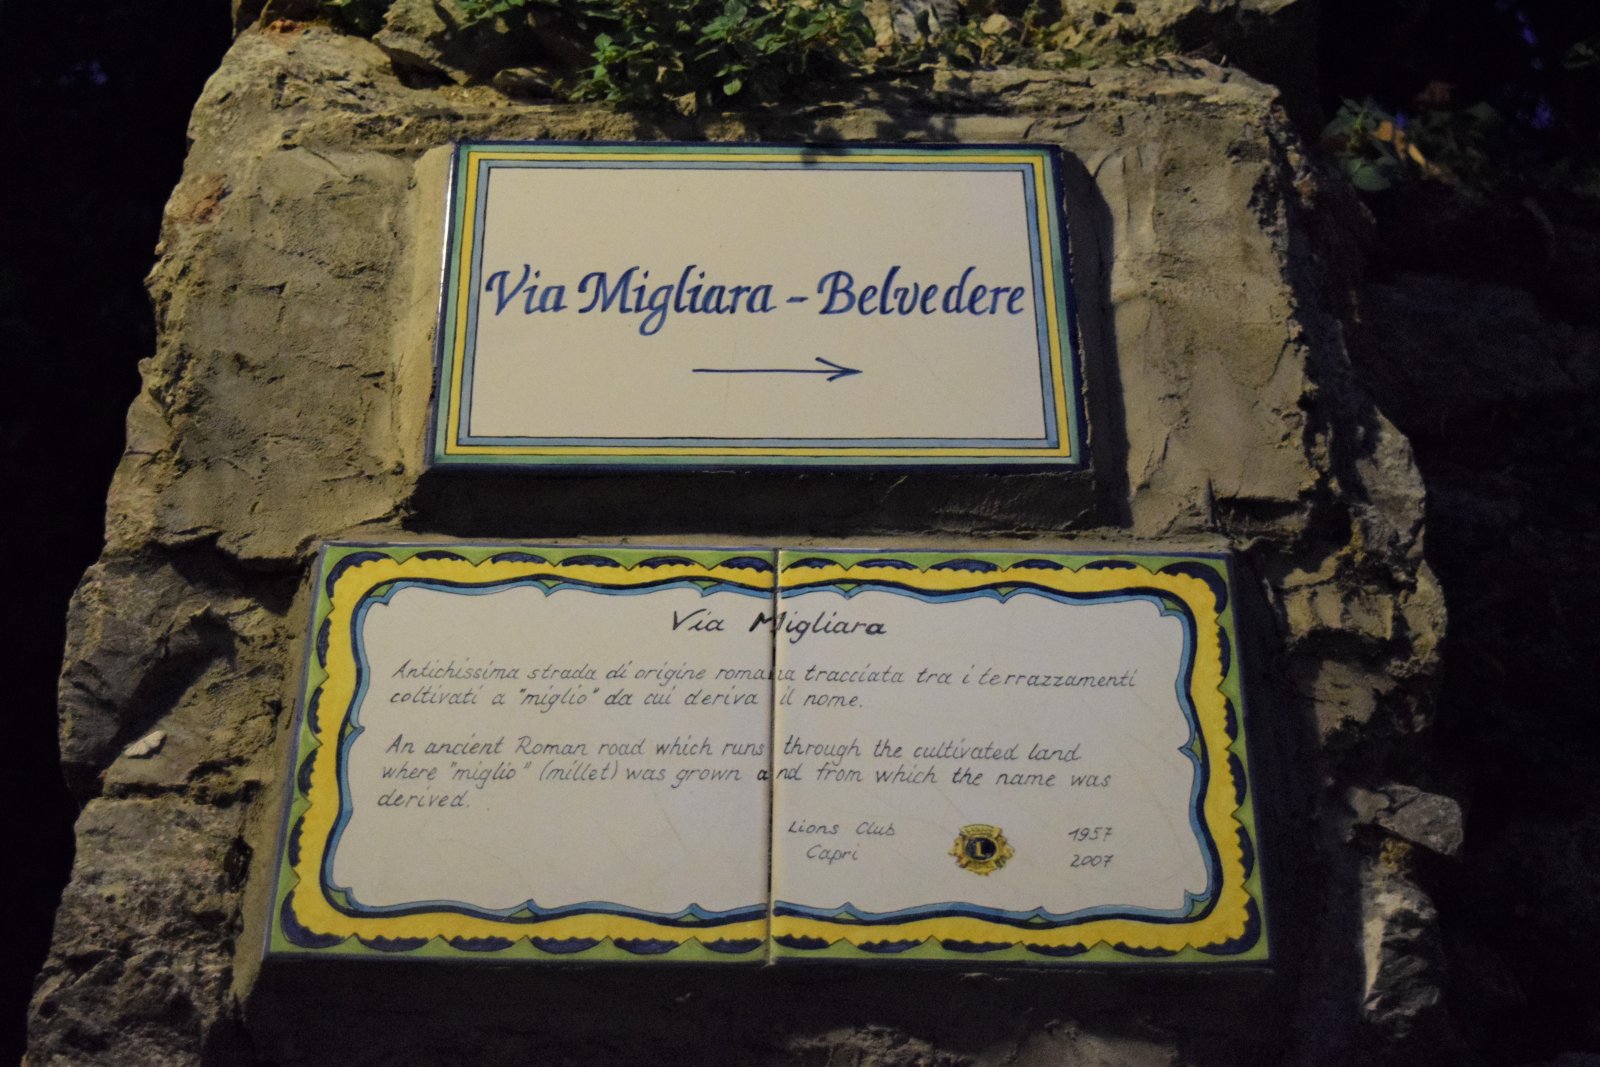 Via Migliara - Belvedere
Via Migliara
Antichissima strada di origine romana tracciata tra i terrazzamenti
coltivati a "miglio" da cui deriva il nome.
An ancient Roman road which runs through the cultivated land
where "miglio" (millet) was grown and from which the name was
derived.
Lions Club 1957
Capri 2007
L